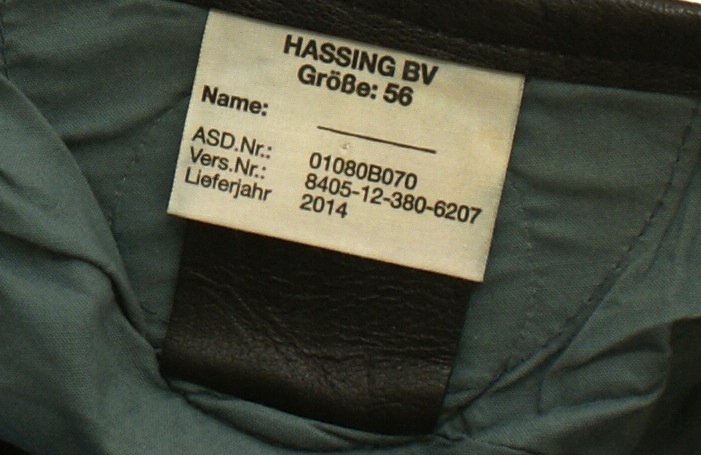 HASSING BV
Größe: 56
Name:
ASD.Nr.: 01080B070
Vers.Nr.: 8405-12-380-6207
Lieferjahr 2014